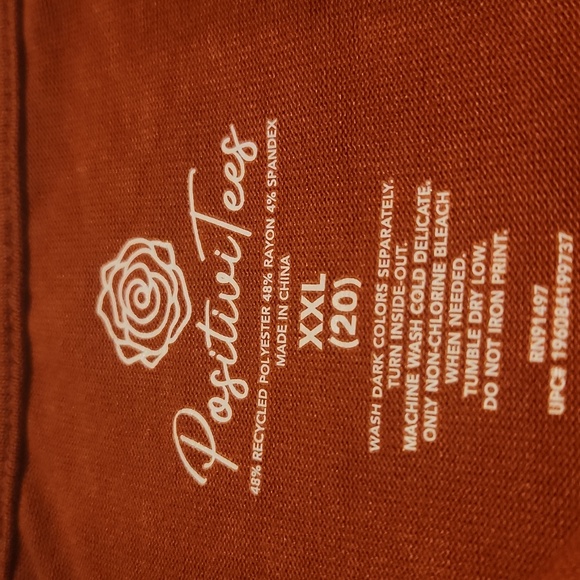 PositiviTees
48% RECYCLED POLYESTER 48% RAYON 4% SPANDEX
MADE IN CHINA
XXL
(20)
WASH DARK COLORS SEPARATELY.
TURN INSIDE-OUT.
MACHINE WASH COLD DELICATE.
ONLY NON-CHLORINE BLEACH
WHEN NEEDED.
TUMBLE DRY LOW.
DO NOT IRON PRINT.
RN91497
UPC# 196084199737